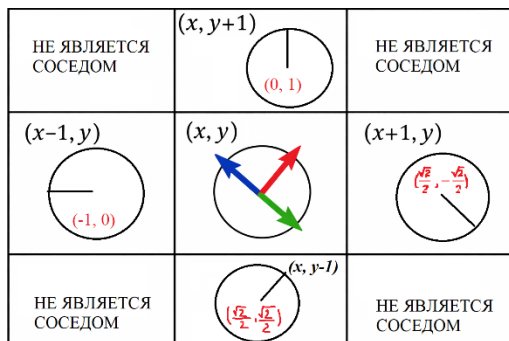 НЕ ЯВЛЯЕТСЯ
СОСЕДОМ
(x, y+1)
(0, 1)
НЕ ЯВЛЯЕТСЯ
СОСЕДОМ
(x−1, y)
(-1, 0)
(x, y)
(x+1, y)
(√2/2, -√2/2)
НЕ ЯВЛЯЕТСЯ
СОСЕДОМ
(x, y-1)
(√2/2, √2/2)
НЕ ЯВЛЯЕТСЯ
СОСЕДОМ